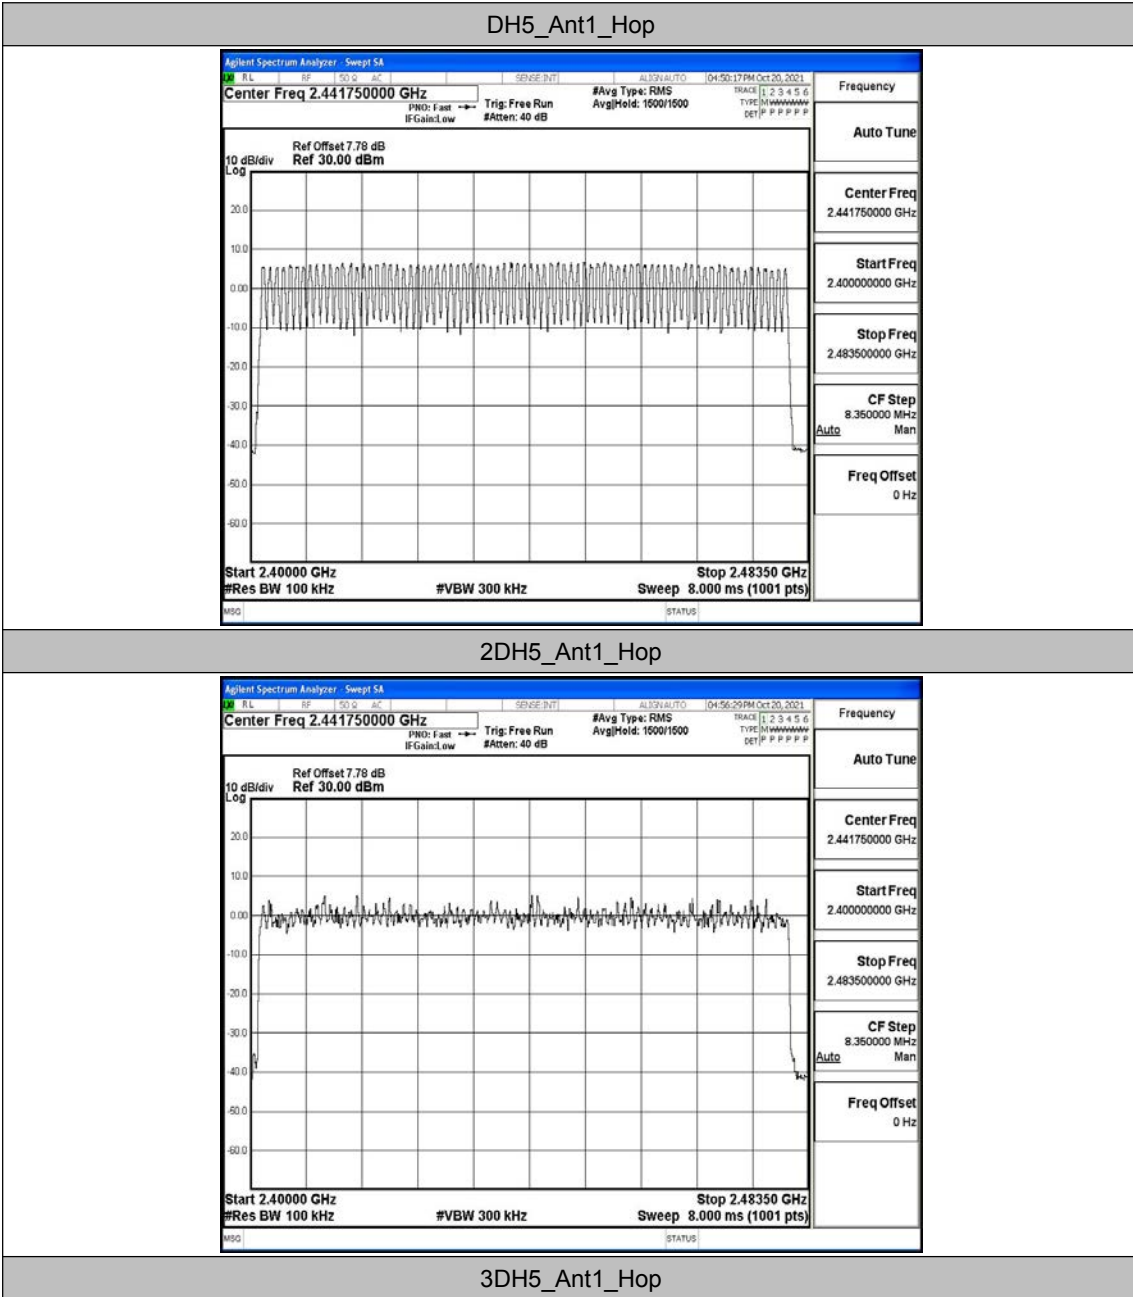 DH5_Ant1_Hop
Agilent Spectrum Analyzer - Swept SA
RL RF 50 Ω AC SENSE:INT ALIGNAUTO 04:50:17 PM Oct 20, 2021
Center Freq 2.441750000 GHz
PNO: Fast
IFGain:Low
Trig: Free Run
#Atten: 40 dB
#Avg Type: RMS
Avg|Hold: 1500/1500
TRACE 1 2 3 4 5 6
TYPE M
DET P P P P P P
Ref Offset 7.78 dB
10 dB/div Ref 30.00 dBm
Log
20.0
10.0
0.00
-10.0
-20.0
-30.0
-40.0
-50.0
-60.0
Start 2.40000 GHz Stop 2.48350 GHz
#Res BW 100 kHz #VBW 300 kHz Sweep 8.000 ms (1001 pts)
MSG STATUS
Frequency
Auto Tune
Center Freq
2.441750000 GHz
Start Freq
2.400000000 GHz
Stop Freq
2.483500000 GHz
CF Step
8.350000 MHz
Auto Man
Freq Offset
0 Hz
2DH5_Ant1_Hop
Agilent Spectrum Analyzer - Swept SA
RL RF 50 Ω AC SENSE:INT ALIGNAUTO 04:56:29 PM Oct 20, 2021
Center Freq 2.441750000 GHz
PNO: Fast
IFGain:Low
Trig: Free Run
#Atten: 40 dB
#Avg Type: RMS
Avg|Hold: 1500/1500
TRACE 1 2 3 4 5 6
TYPE M
DET P P P P P P
Ref Offset 7.78 dB
10 dB/div Ref 30.00 dBm
Log
20.0
10.0
0.00
-10.0
-20.0
-30.0
-40.0
-50.0
-60.0
Start 2.40000 GHz Stop 2.48350 GHz
#Res BW 100 kHz #VBW 300 kHz Sweep 8.000 ms (1001 pts)
MSG STATUS
Frequency
Auto Tune
Center Freq
2.441750000 GHz
Start Freq
2.400000000 GHz
Stop Freq
2.483500000 GHz
CF Step
8.350000 MHz
Auto Man
Freq Offset
0 Hz
3DH5_Ant1_Hop